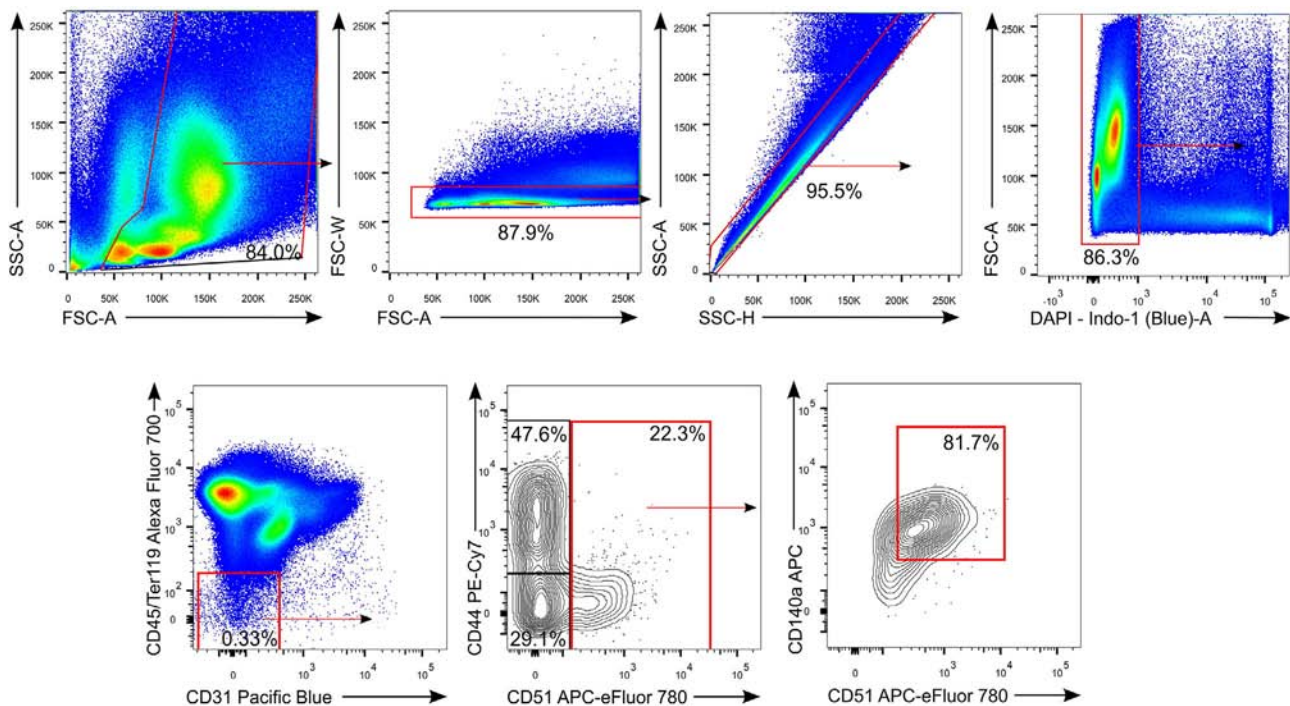 250K
200K
150K
100K
50K
0
SSC-A
84.0%
0 50K 100K 150K 200K 250K
FSC-A
250K
200K
150K
100K
50K
0
FSC-W
87.9%
0 50K 100K 150K 200K 250K
FSC-A
250K
200K
150K
100K
50K
0
SSC-A
95.5%
0 50K 100K 150K 200K 250K
SSC-H
250K
200K
150K
100K
50K
0
FSC-A
86.3%
-10³ 0 10³ 10⁴ 10⁵
DAPI - Indo-1 (Blue)-A
10⁵
10⁴
10³
10²
0
CD45/Ter119 Alexa Fluor 700
0.33%
0 10³ 10⁴ 10⁵
CD31 Pacific Blue
10⁵
10⁴
10³
0
CD44 PE-Cy7
47.6% 22.3%
29.1%
0 10³ 10⁴ 10⁵
CD51 APC-eFluor 780
10⁵
10⁴
10³
0
CD140a APC
81.7%
0 10³ 10⁴ 10⁵
CD51 APC-eFluor 780